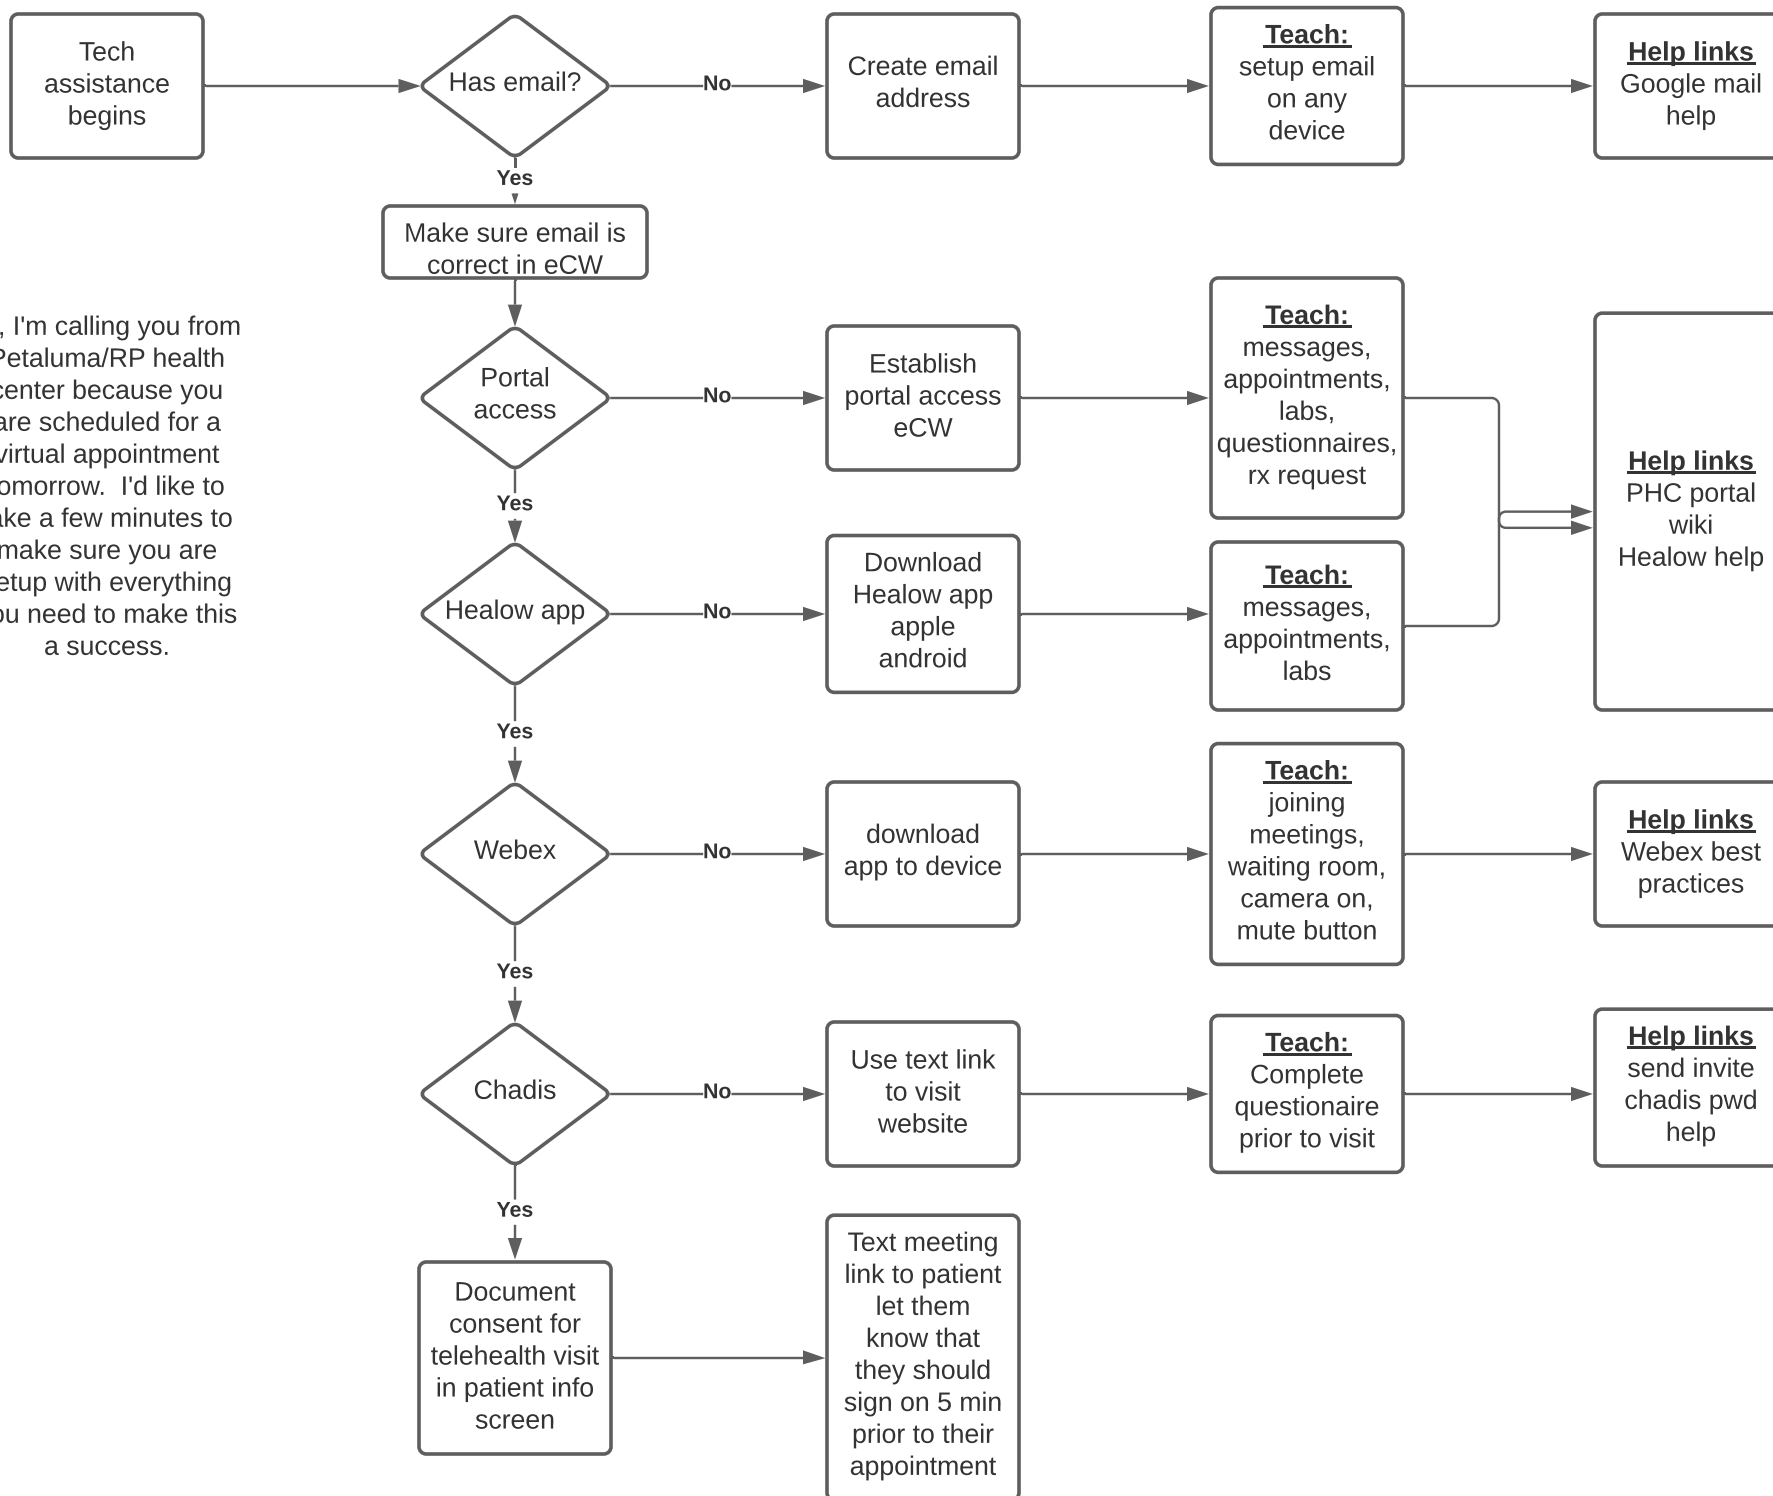 Tech
assistance
begins
Has email?
No
Create email
address
Teach:
setup email
on any
device
Help links
Google mail
help
Yes
Make sure email is
correct in eCW
, I'm calling you from
Petaluma/RP health
center because you
are scheduled for a
virtual appointment
omorrow. I'd like to
ake a few minutes to
make sure you are
etup with everything
ou need to make this
a success.
Portal
access
No
Establish
portal access
eCW
Teach:
messages,
appointments,
labs,
questionnaires,
rx request
Help links
PHC portal
wiki
Healow help
Yes
Healow app
No
Download
Healow app
apple
android
Teach:
messages,
appointments,
labs
Yes
Webex
No
download
app to device
Teach:
joining
meetings,
waiting room,
camera on,
mute button
Help links
Webex best
practices
Yes
Chadis
No
Use text link
to visit
website
Teach:
Complete
questionaire
prior to visit
Help links
send invite
chadis pwd
help
Yes
Document
consent for
telehealth visit
in patient info
screen
Text meeting
link to patient
let them
know that
they should
sign on 5 min
prior to their
appointment